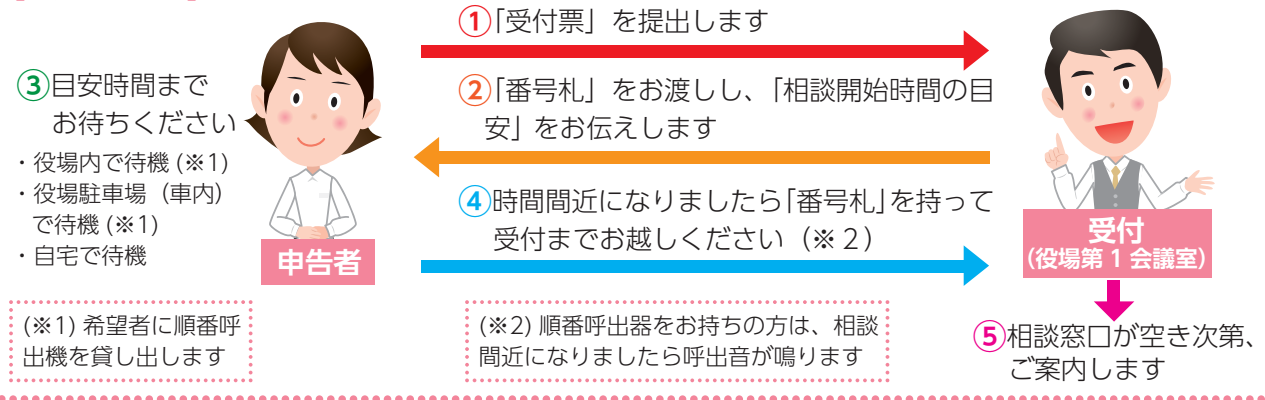 ①「受付票」を提出します
②「番号札」をお渡しし、「相談開始時間の目
安」をお伝えします
③目安時間まで
お待ちください
・役場内で待機 (※1)
・役場駐車場（車内）
で待機 (※1)
・自宅で待機
申告者
④時間間近になりましたら「番号札」を持って
受付までお越しください（※２）
受付
（役場第１会議室）
(※1) 希望者に順番呼
出機を貸し出します
(※2) 順番呼出器をお持ちの方は、相談
間近になりましたら呼出音が鳴ります
⑤相談窓口が空き次第、
ご案内します